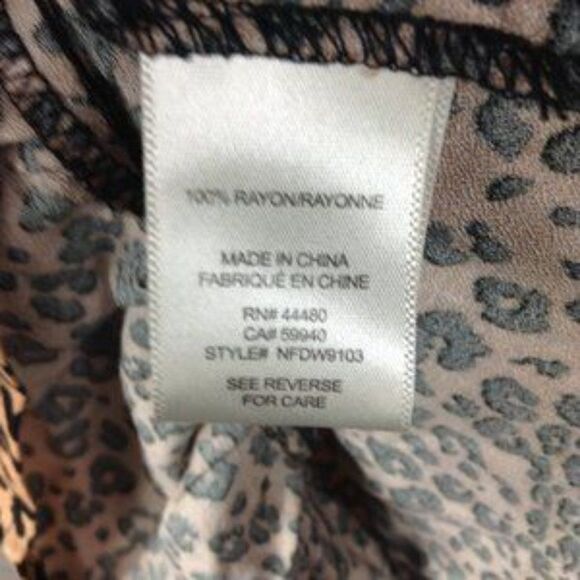 100% RAYON/RAYONNE
MADE IN CHINA
FABRIQUÉ EN CHINE
RN# 44480
CA# 59940
STYLE# NFDW9103
SEE REVERSE
FOR CARE